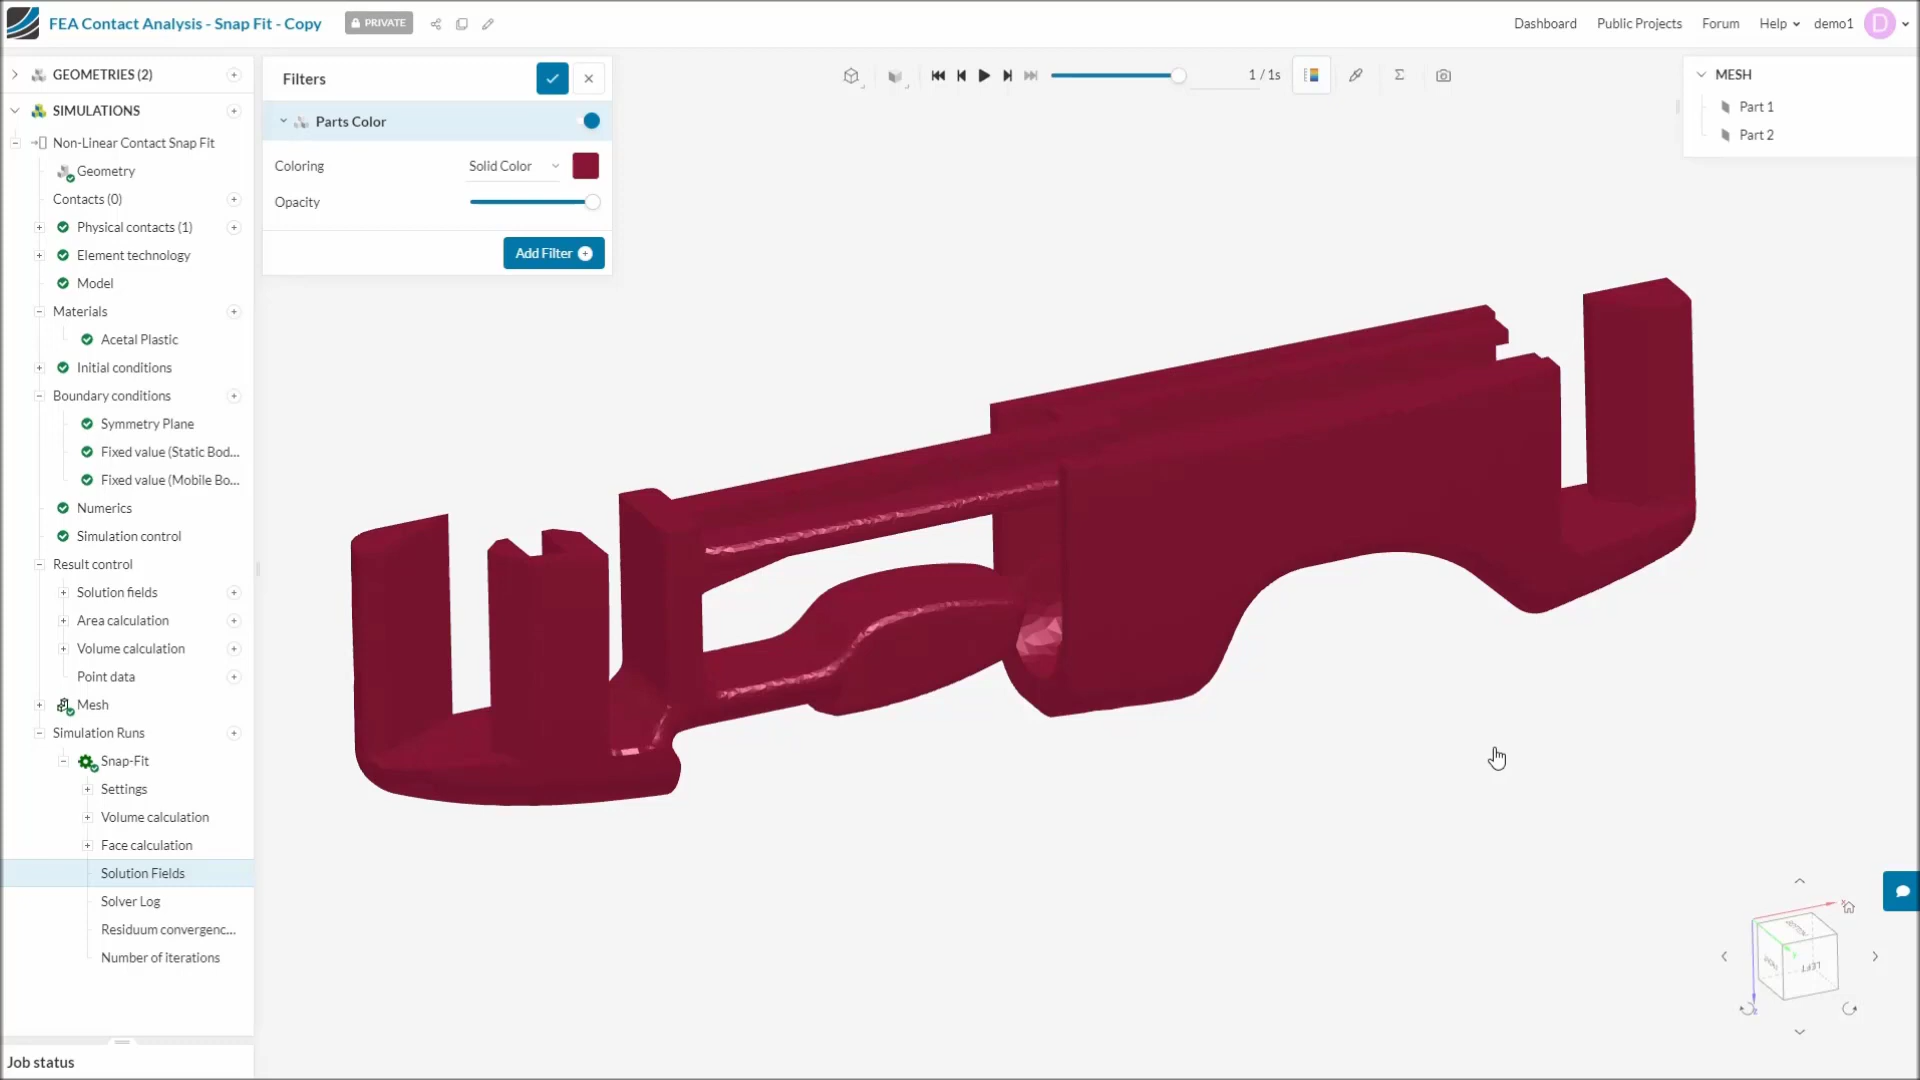 FEA Contact Analysis - Snap Fit - Copy
PRIVATE
Dashboard
Public Projects
Forum
Help
demo1
D
GEOMETRIES (2)
SIMULATIONS
Non-Linear Contact Snap Fit
Geometry
Contacts (0)
Physical contacts (1)
Element technology
Model
Materials
Acetal Plastic
Initial conditions
Boundary conditions
Symmetry Plane
Fixed value (Static Bod...
Fixed value (Mobile Bo...
Numerics
Simulation control
Result control
Solution fields
Area calculation
Volume calculation
Point data
Mesh
Simulation Runs
Snap-Fit
Settings
Volume calculation
Face calculation
Solution Fields
Solver Log
Residuum convergenc...
Number of iterations
Job status
Filters
Parts Color
Coloring
Solid Color
Opacity
Add Filter
1 / 1s
Σ
MESH
Part 1
Part 2
BOTTOM
LEFT